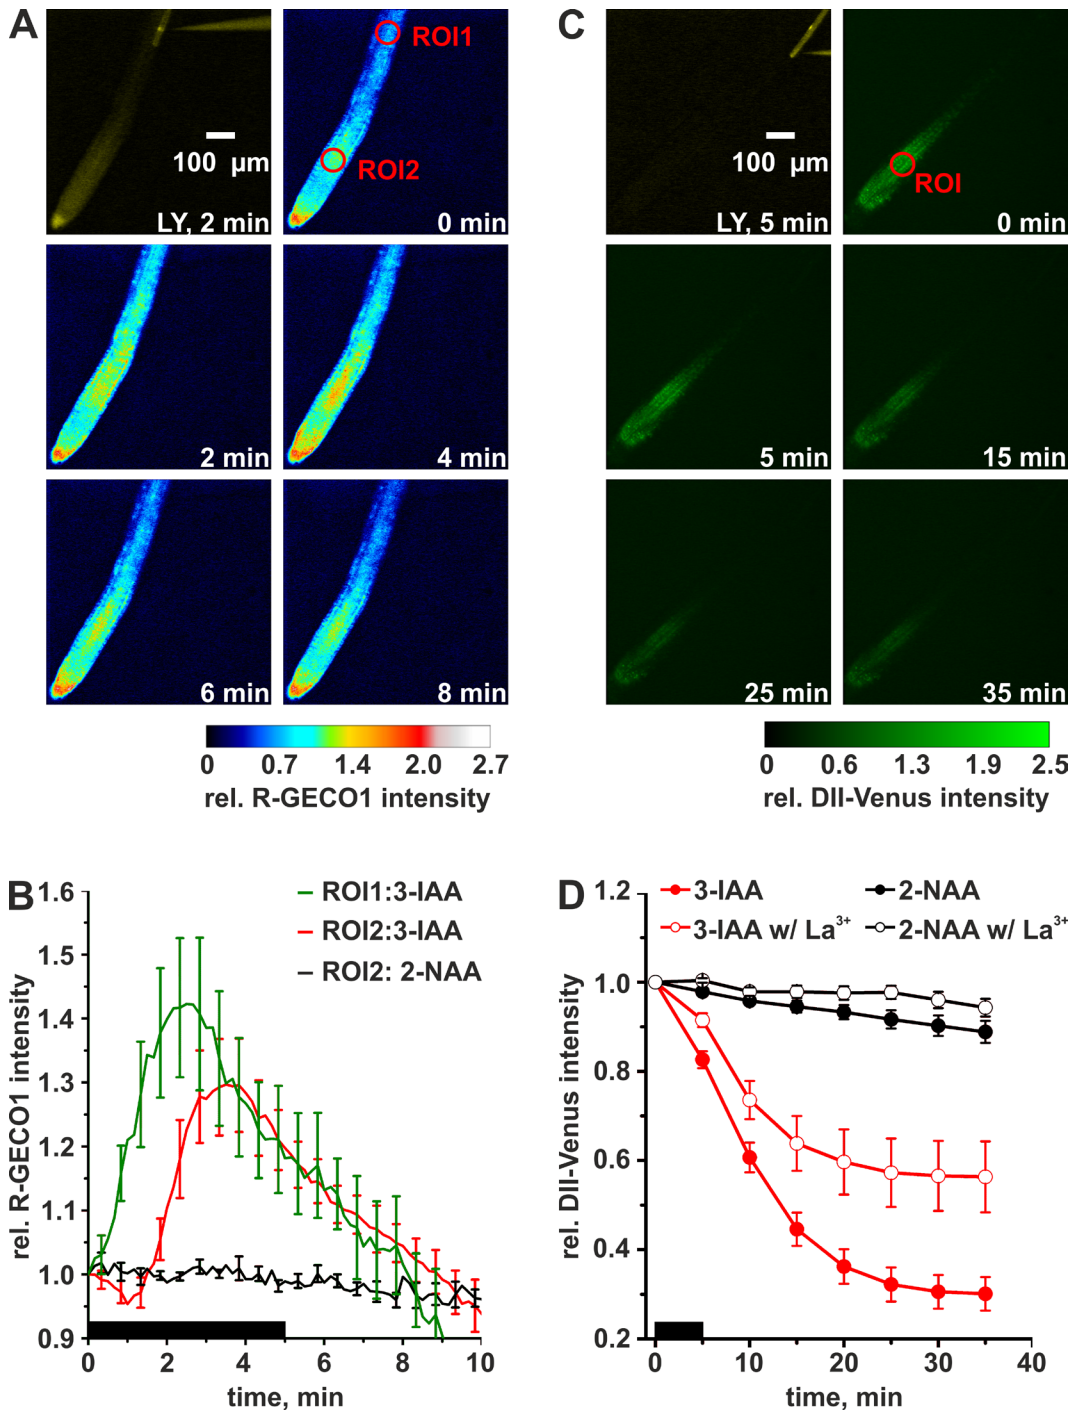 A
ROI1
ROI2
100 μm
LY, 2 min
0 min
2 min
4 min
6 min
8 min
0 0.7 1.4 2.0 2.7
rel. R-GECO1 intensity
C
100 μm
ROI
LY, 5 min
0 min
5 min
15 min
25 min
35 min
0 0.6 1.3 1.9 2.5
rel. DII-Venus intensity
B
ROI1:3-IAA
ROI2:3-IAA
ROI2: 2-NAA
rel. R-GECO1 intensity
1.6
1.5
1.4
1.3
1.2
1.1
1.0
0.9
0 2 4 6 8 10
time, min
D
3-IAA
2-NAA
3-IAA w/ La³⁺
2-NAA w/ La³⁺
rel. DII-Venus intensity
1.2
1.0
0.8
0.6
0.4
0.2
0 10 20 30 40
time, min